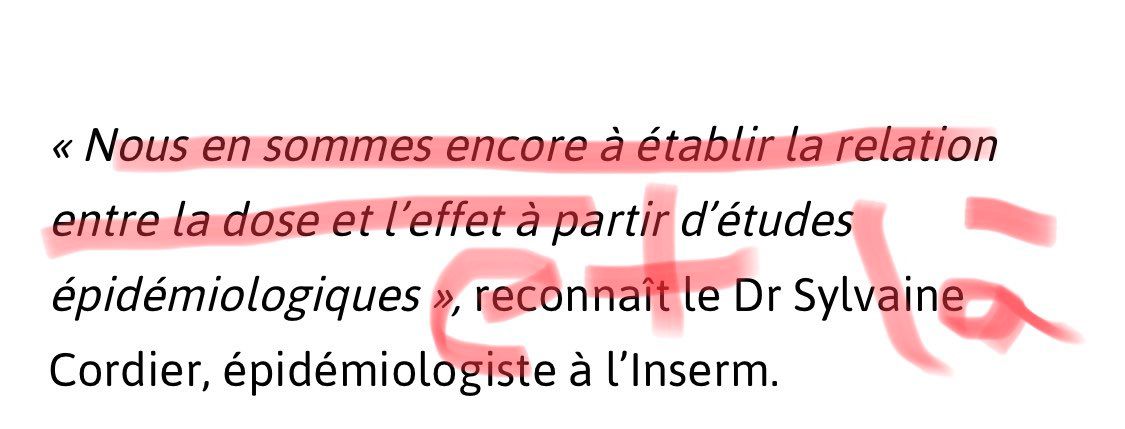 « Nous en sommes encore à établir la relation
entre la dose et l’effet à partir d’études
épidémiologiques », reconnaît le Dr Sylvaine
Cordier, épidémiologiste à l’Inserm.
et là